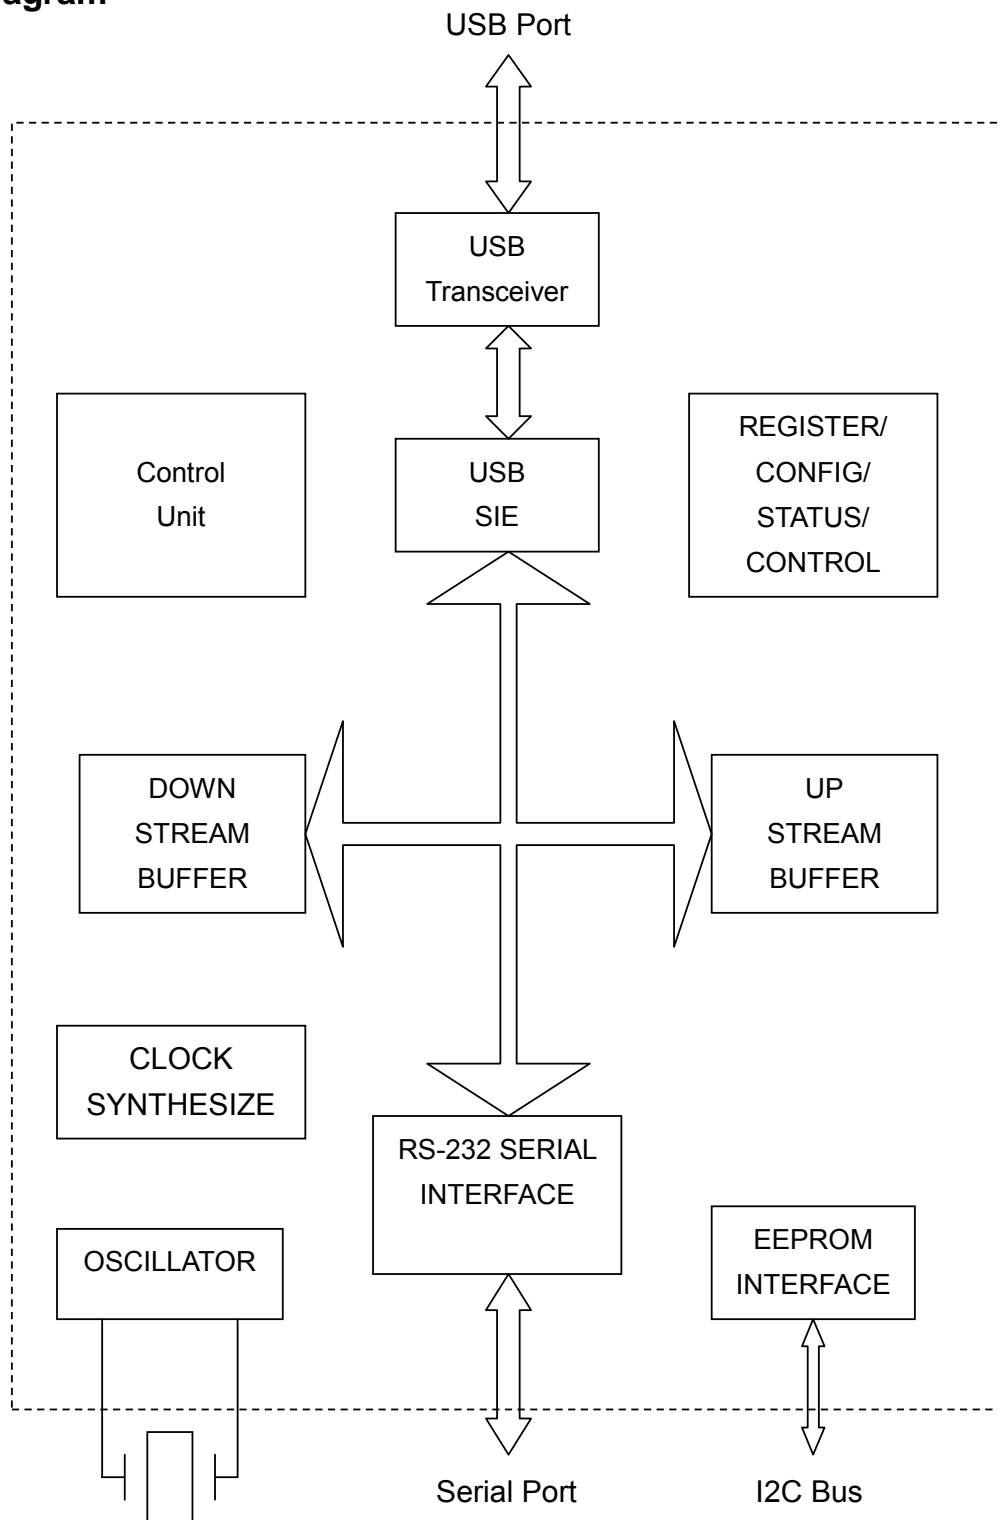 USB Port
USB
Transceiver
Control
Unit
USB
SIE
REGISTER/
CONFIG/
STATUS/
CONTROL
DOWN
STREAM
BUFFER
UP
STREAM
BUFFER
CLOCK
SYNTHESIZE
RS-232 SERIAL
INTERFACE
OSCILLATOR
EEPROM
INTERFACE
Serial Port
I2C Bus